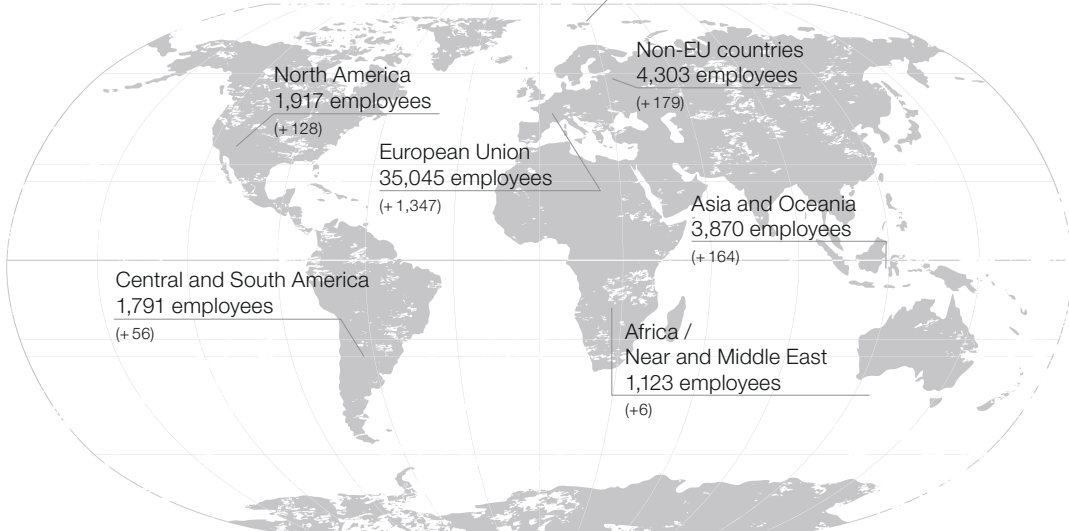 Non-EU countries
4,303 employees
(+ 179)
North America
1,917 employees
(+ 128)
European Union
35,045 employees
(+ 1,347)
Asia and Oceania
3,870 employees
(+ 164)
Central and South America
1,791 employees
(+ 56)
Africa /
Near and Middle East
1,123 employees
(+6)